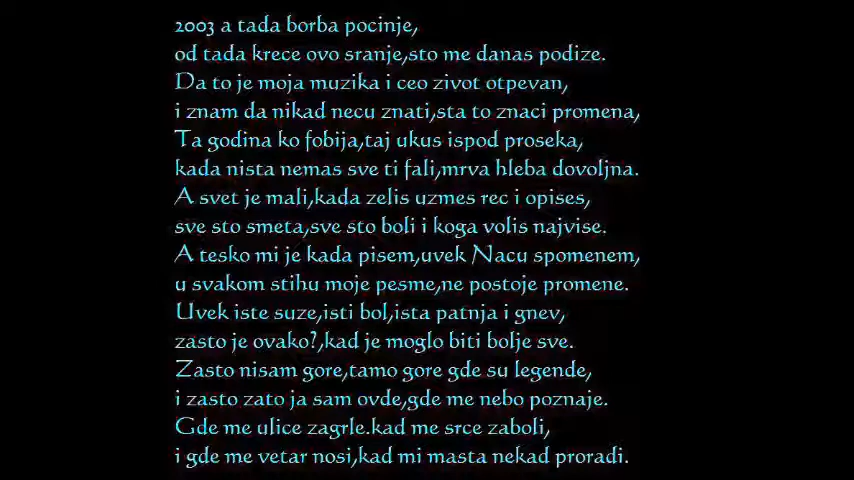 2003 a tada borba pocinje,
od tada krece ovo sranje,sto me danas podize.
Da to je moja muzika i ceo zivot otpevan,
i znam da nikad necu znati,sta to znaci promena,
Ta godina ko fobija,taj ukus ispod proseka,
kada nista nemas sve ti fali,mrva hleba dovoljna.
A svet je mali,kada zelis uzmes rec i opises,
sve sto smeta,sve sto boli i koga volis najvise.
A tesko mi je kada pisem,uvek Nacu spomenem,
u svakom stihu moje pesme,ne postoje promene.
Uvek iste suze,isti bol,ista patnja i gnev,
zasto je ovako?,kad je moglo biti bolje sve.
Zasto nisam gore,tamo gore gde su legende,
i zasto zato ja sam ovde,gde me nebo poznaje.
Gde me ulice zagrle.kad me srce zaboli,
i gde me vetar nosi,kad mi masta nekad proradi.